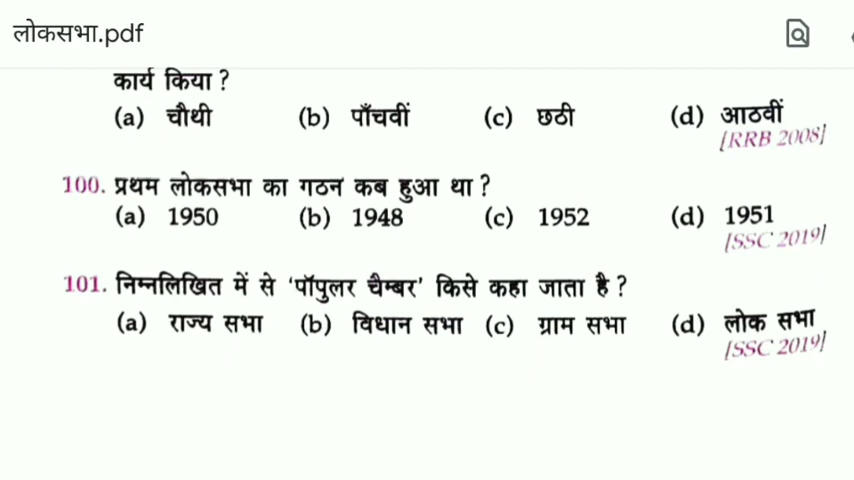 लोकसभा.pdf
कार्य किया ?
(a) चौथी (b) पाँचवीं (c) छठी (d) आठवीं
[RRB 2008]
100. प्रथम लोकसभा का गठन कब हुआ था ?
(a) 1950 (b) 1948 (c) 1952 (d) 1951
[SSC 2019]
101. निम्नलिखित में से ‘पॉपुलर चैम्बर’ किसे कहा जाता है ?
(a) राज्य सभा (b) विधान सभा (c) ग्राम सभा (d) लोक सभा
[SSC 2019]